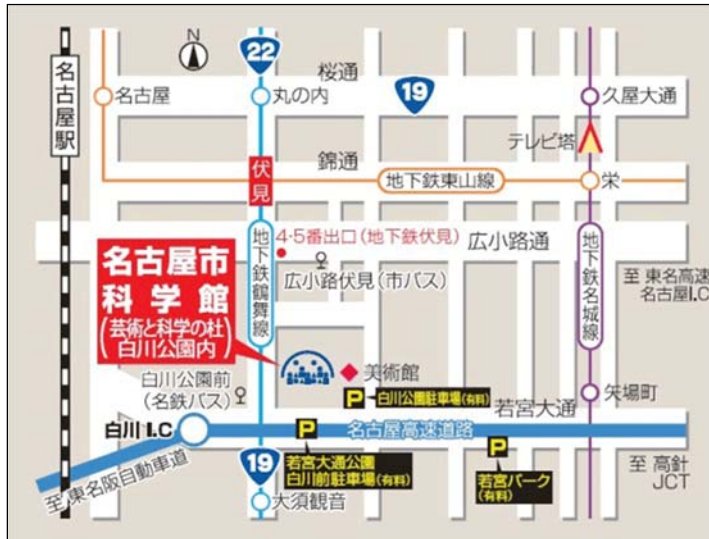 N
22
桜通
19
名古屋駅
名古屋
丸の内
久屋大通
テレビ塔
錦通
伏見
地下鉄東山線
栄
4・5番出口(地下鉄伏見)
広小路通
名古屋市
科学館
(芸術と科学の杜
白川公園内)
地下鉄鶴舞線
広小路伏見(市バス)
地下鉄名城線
至 東名高速
名古屋I.C
美術館
白川公園前
(名鉄バス)
P
白川公園駐車場(有料)
若宮大通
矢場町
白川I.C
P
名古屋高速道路
P
若宮大通公園
白川前駐車場(有料)
若宮パーク
(有料)
至 高針
JCT
至 東名阪自動車道
19
大須観音